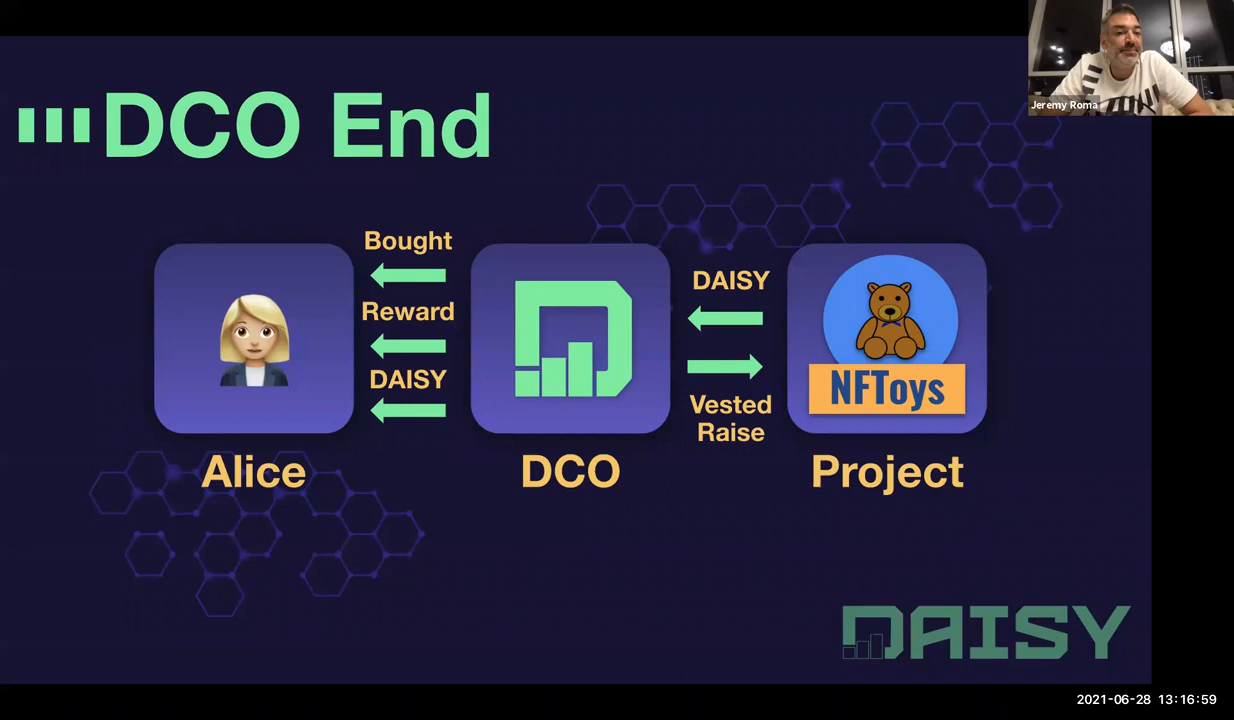 Jeremy Roma
DCO End
Bought
Reward
DAISY
DAISY
Vested
Raise
NFToys
Alice
DCO
Project
DAISY
2021-06-28 13:16:59